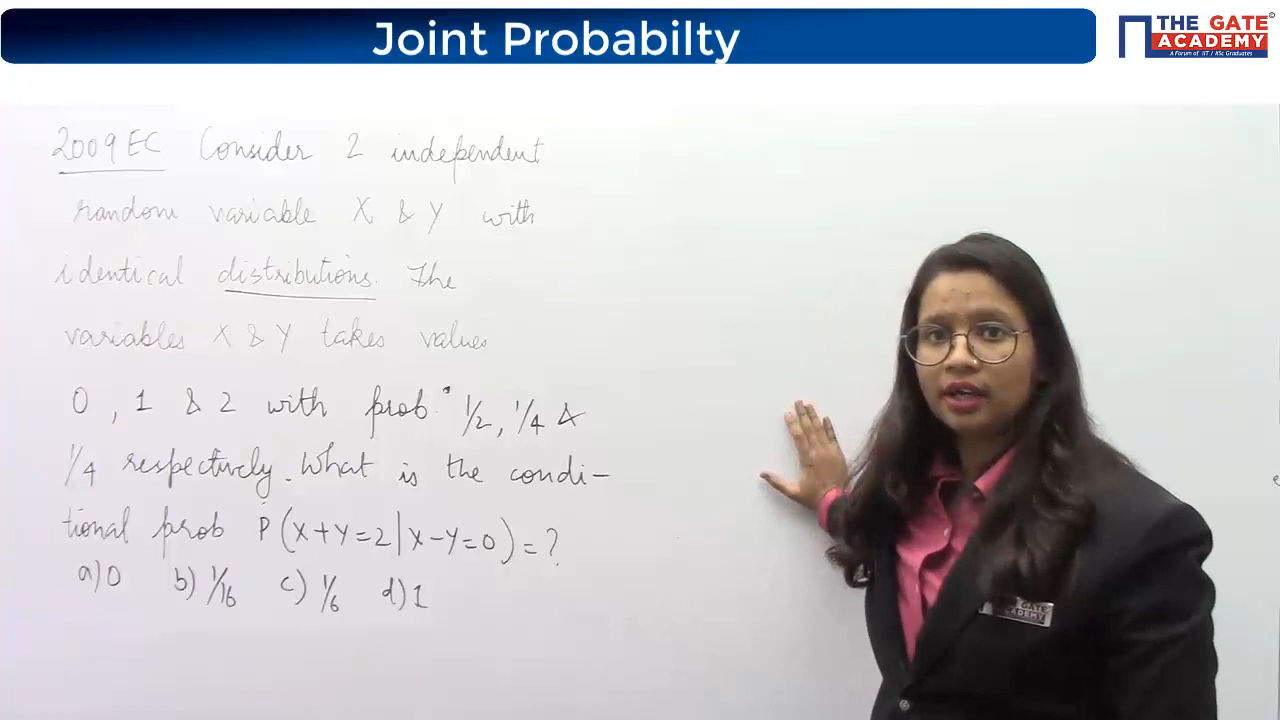 Joint Probabilty
THE GATE
ACADEMY
A Forum of IIT / IISc Graduates
2009 EC Consider 2 independent
random variable X & Y with
identical distributions. The
variables X & Y takes values
0, 1 & 2 with prob. 1/2, 1/4 &
1/4 respectively. What is the condi-
tional prob P(X+Y=2|X-Y=0) = ?
a) 0 b) 1/16 c) 1/6 d) 1
GATE
ACADEMY